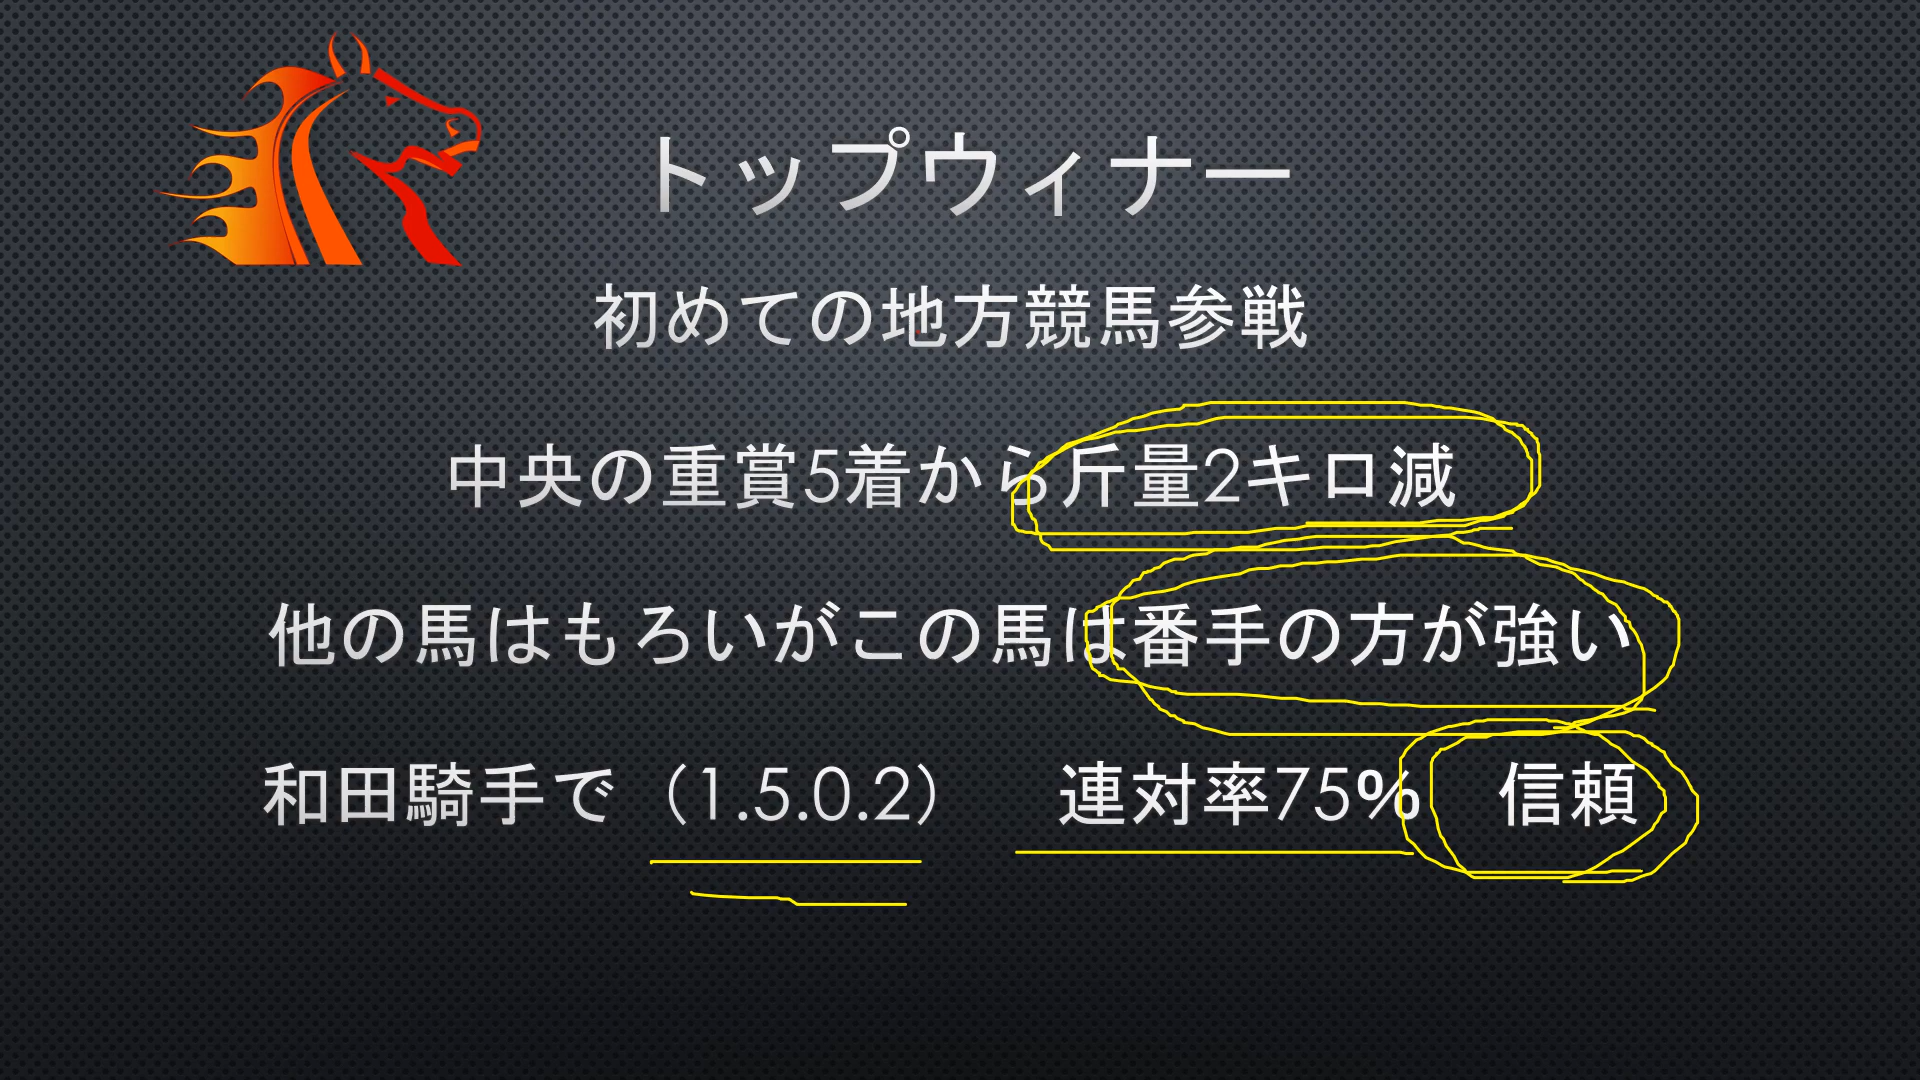 トップウィナー
初めての地方競馬参戦
中央の重賞5着から斤量2キロ減
他の馬はもろいがこの馬は番手の方が強い
和田騎手で（1.5.0.2）　連対率75%　信頼